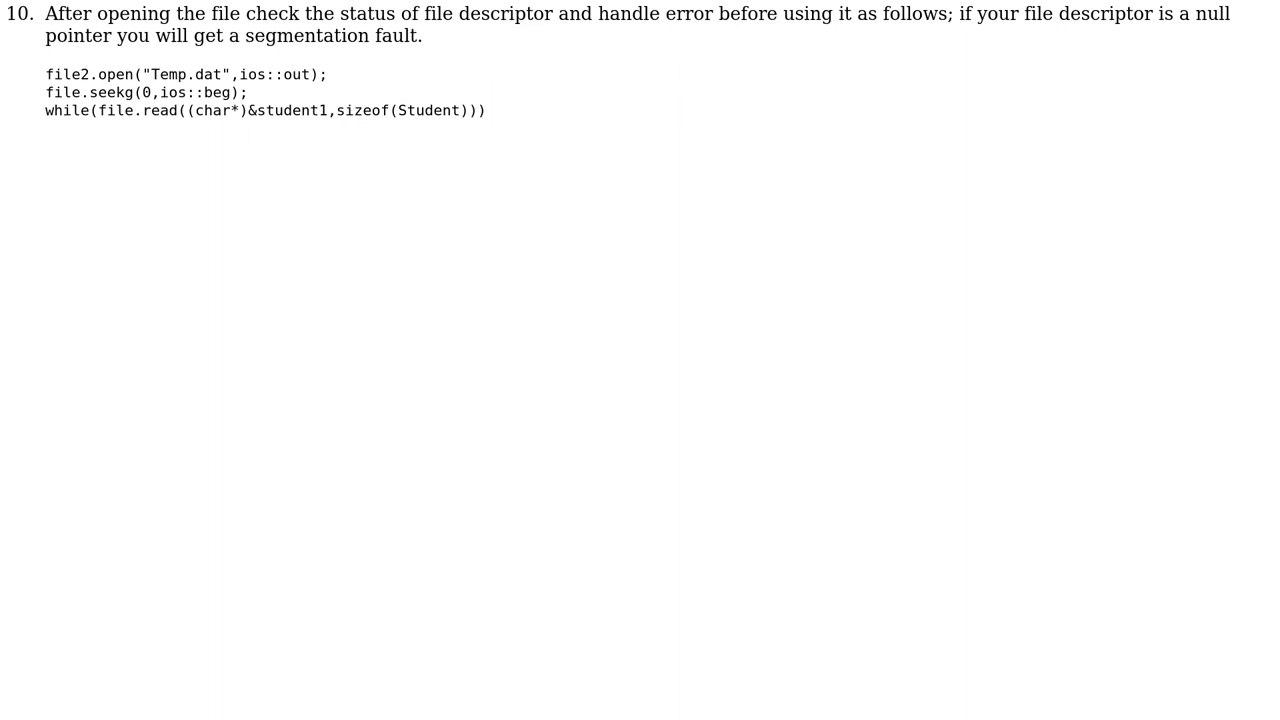 10. After opening the file check the status of file descriptor and handle error before using it as follows; if your file descriptor is a null
pointer you will get a segmentation fault.
file2.open("Temp.dat",ios::out);
file.seekg(0,ios::beg);
while(file.read((char*)&student1,sizeof(Student)))